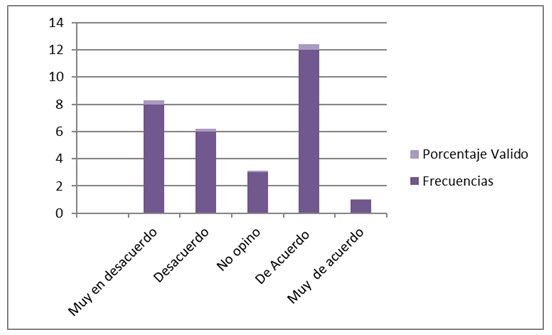 14
12
10
8
6
4
2
0
Muy en desacuerdo
Desacuerdo
No opino
De Acuerdo
Muy de acuerdo
Porcentaje Valido
Frecuencias